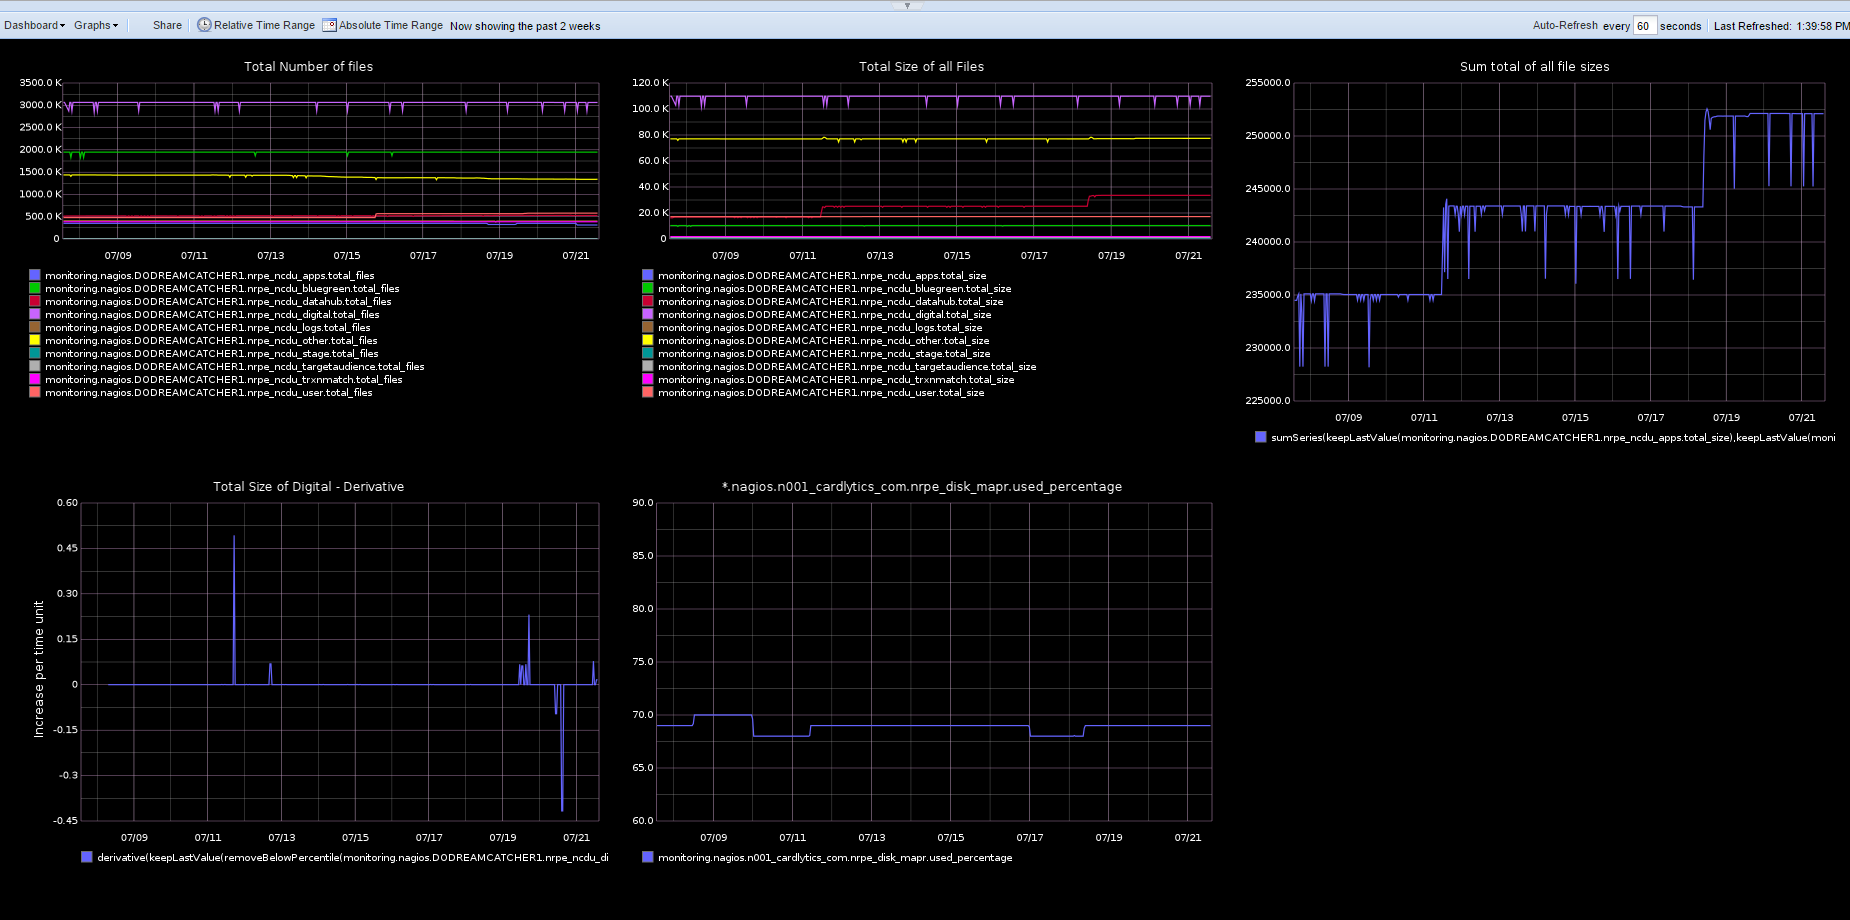 Dashboard Graphs Share Relative Time Range Absolute Time Range Now showing the past 2 weeks Auto-Refresh every 60 seconds Last Refreshed: 1:39:58 PM
Total Number of files
3500.0 K
3000.0 K
2500.0 K
2000.0 K
1500.0 K
1000.0 K
500.0 K
0
07/09 07/11 07/13 07/15 07/17 07/19 07/21
monitoring.nagios.DODREAMCATCHER1.nrpe_ncdu_apps.total_files
monitoring.nagios.DODREAMCATCHER1.nrpe_ncdu_bluegreen.total_files
monitoring.nagios.DODREAMCATCHER1.nrpe_ncdu_datahub.total_files
monitoring.nagios.DODREAMCATCHER1.nrpe_ncdu_digital.total_files
monitoring.nagios.DODREAMCATCHER1.nrpe_ncdu_logs.total_files
monitoring.nagios.DODREAMCATCHER1.nrpe_ncdu_other.total_files
monitoring.nagios.DODREAMCATCHER1.nrpe_ncdu_stage.total_files
monitoring.nagios.DODREAMCATCHER1.nrpe_ncdu_targetaudience.total_files
monitoring.nagios.DODREAMCATCHER1.nrpe_ncdu_trxnmatch.total_files
monitoring.nagios.DODREAMCATCHER1.nrpe_ncdu_user.total_files
Total Size of all Files
120.0 K
100.0 K
80.0 K
60.0 K
40.0 K
20.0 K
0
07/09 07/11 07/13 07/15 07/17 07/19 07/21
monitoring.nagios.DODREAMCATCHER1.nrpe_ncdu_apps.total_size
monitoring.nagios.DODREAMCATCHER1.nrpe_ncdu_bluegreen.total_size
monitoring.nagios.DODREAMCATCHER1.nrpe_ncdu_datahub.total_size
monitoring.nagios.DODREAMCATCHER1.nrpe_ncdu_digital.total_size
monitoring.nagios.DODREAMCATCHER1.nrpe_ncdu_logs.total_size
monitoring.nagios.DODREAMCATCHER1.nrpe_ncdu_other.total_size
monitoring.nagios.DODREAMCATCHER1.nrpe_ncdu_stage.total_size
monitoring.nagios.DODREAMCATCHER1.nrpe_ncdu_targetaudience.total_size
monitoring.nagios.DODREAMCATCHER1.nrpe_ncdu_trxnmatch.total_size
monitoring.nagios.DODREAMCATCHER1.nrpe_ncdu_user.total_size
Sum total of all file sizes
255000.0
250000.0
245000.0
240000.0
235000.0
230000.0
225000.0
07/09 07/11 07/13 07/15 07/17 07/19 07/21
sumSeries(keepLastValue(monitoring.nagios.DODREAMCATCHER1.nrpe_ncdu_apps.total_size),keepLastValue(moni
Total Size of Digital - Derivative
Increase per time unit
0.60
0.45
0.30
0.15
0
-0.15
-0.3
-0.45
07/09 07/11 07/13 07/15 07/17 07/19 07/21
derivative(keepLastValue(removeBelowPercentile(monitoring.nagios.DODREAMCATCHER1.nrpe_ncdu_di
*.nagios.n001_cardlytics_com.nrpe_disk_mapr.used_percentage
90.0
85.0
80.0
75.0
70.0
65.0
60.0
07/09 07/11 07/13 07/15 07/17 07/19 07/21
monitoring.nagios.n001_cardlytics_com.nrpe_disk_mapr.used_percentage